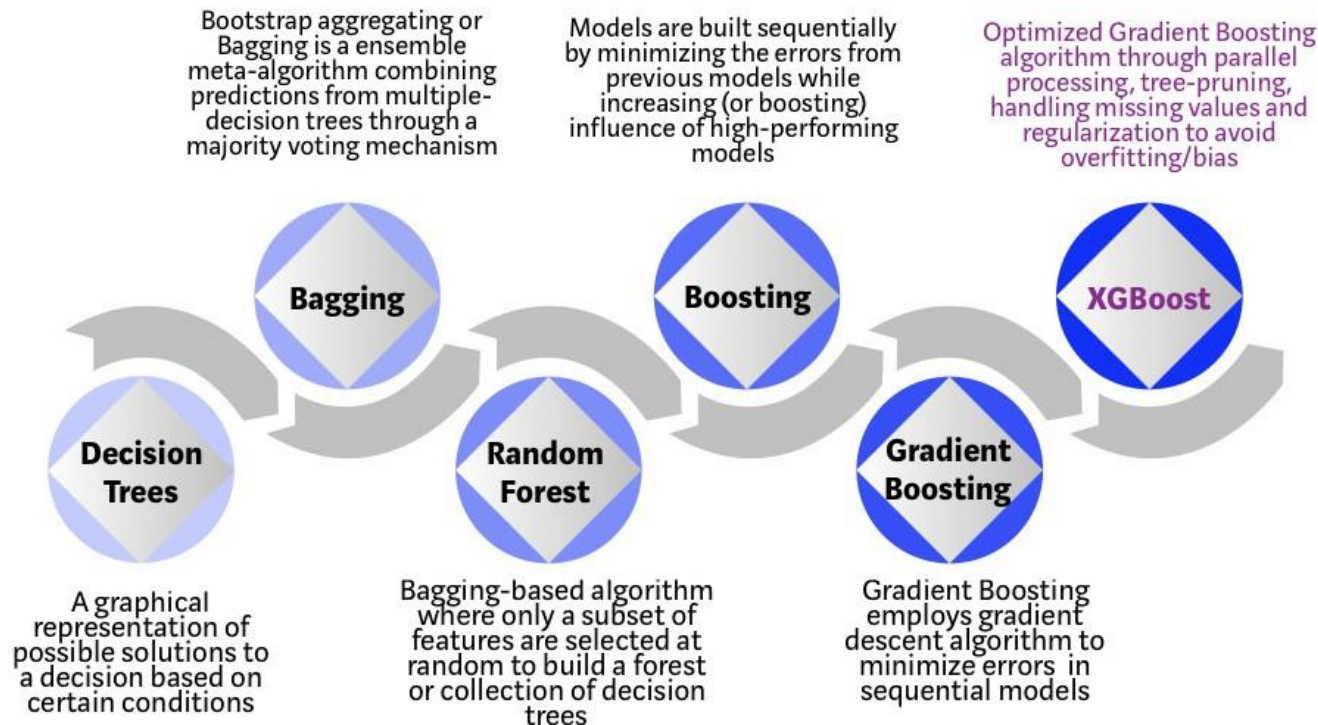 Bootstrap aggregating or
Bagging is a ensemble
meta-algorithm combining
predictions from multiple-
decision trees through a
majority voting mechanism
Models are built sequentially
by minimizing the errors from
previous models while
increasing (or boosting)
influence of high-performing
models
Optimized Gradient Boosting
algorithm through parallel
processing, tree-pruning,
handling missing values and
regularization to avoid
overfitting/bias
Bagging
Boosting
XGBoost
Decision
Trees
Random
Forest
Gradient
Boosting
A graphical
representation of
possible solutions to
a decision based on
certain conditions
Bagging-based algorithm
where only a subset of
features are selected at
random to build a forest
or collection of decision
trees
Gradient Boosting
employs gradient
descent algorithm to
minimize errors in
sequential models